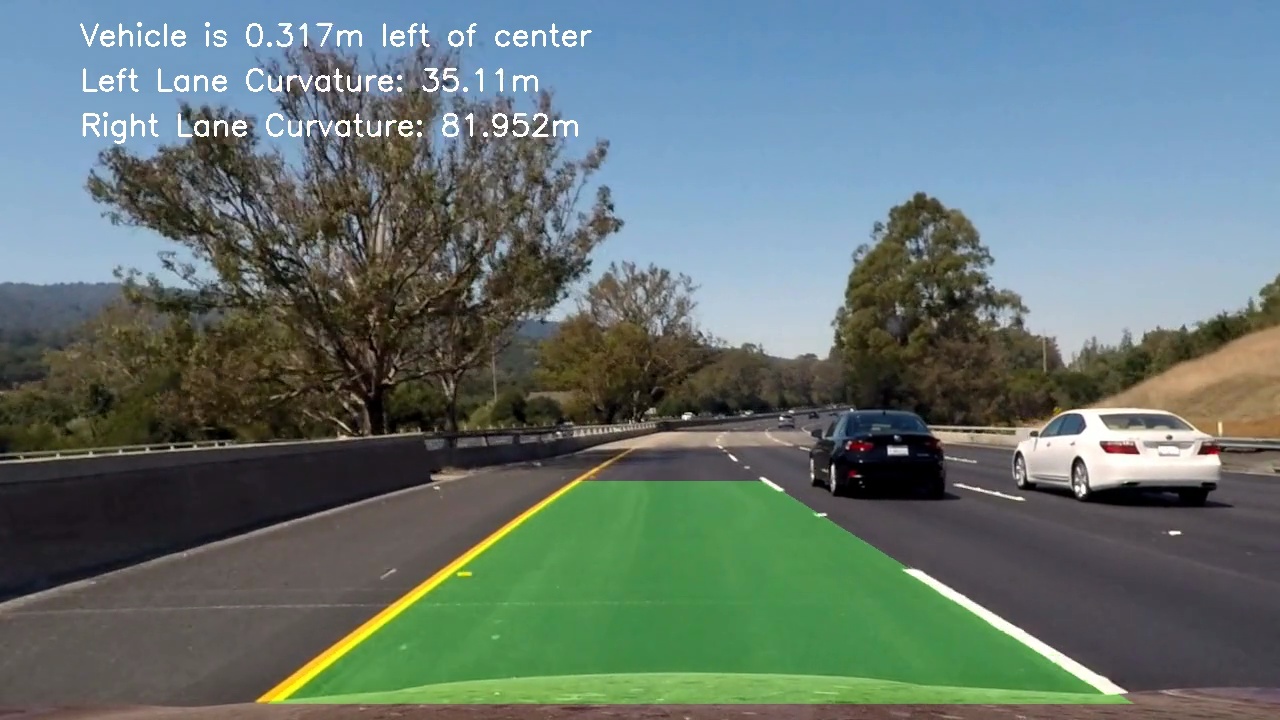 Vehicle is 0.317m left of center
Left Lane Curvature: 35.11m
Right Lane Curvature: 81.952m